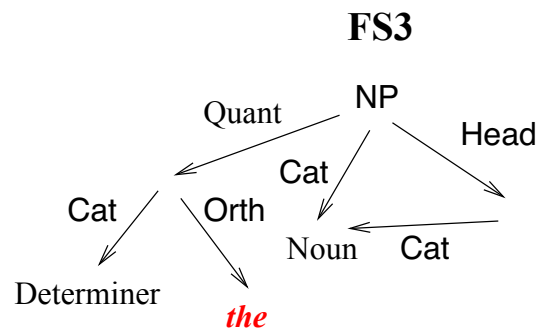 FS3
NP
Quant
Head
Cat
Cat
Orth
Noun
Cat
Determiner
the